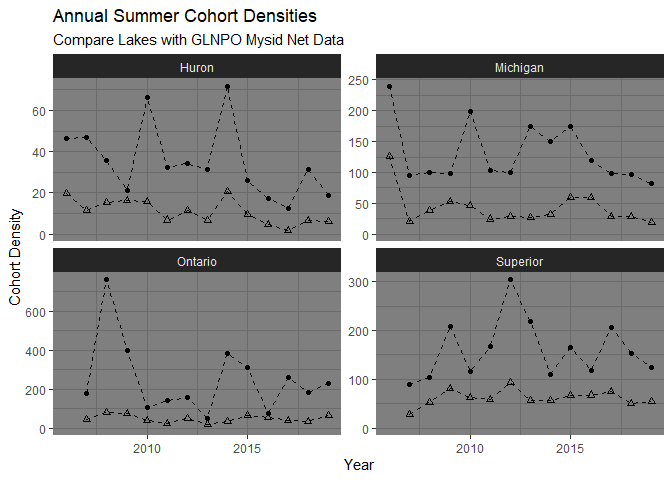 Annual Summer Cohort Densities
Compare Lakes with GLNPO Mysid Net Data
Huron
Michigan
60
40
20
0
250
200
150
100
50
0
Cohort Density
Ontario
Superior
600
400
200
0
300
200
100
0
2010
2015
2010
2015
Year